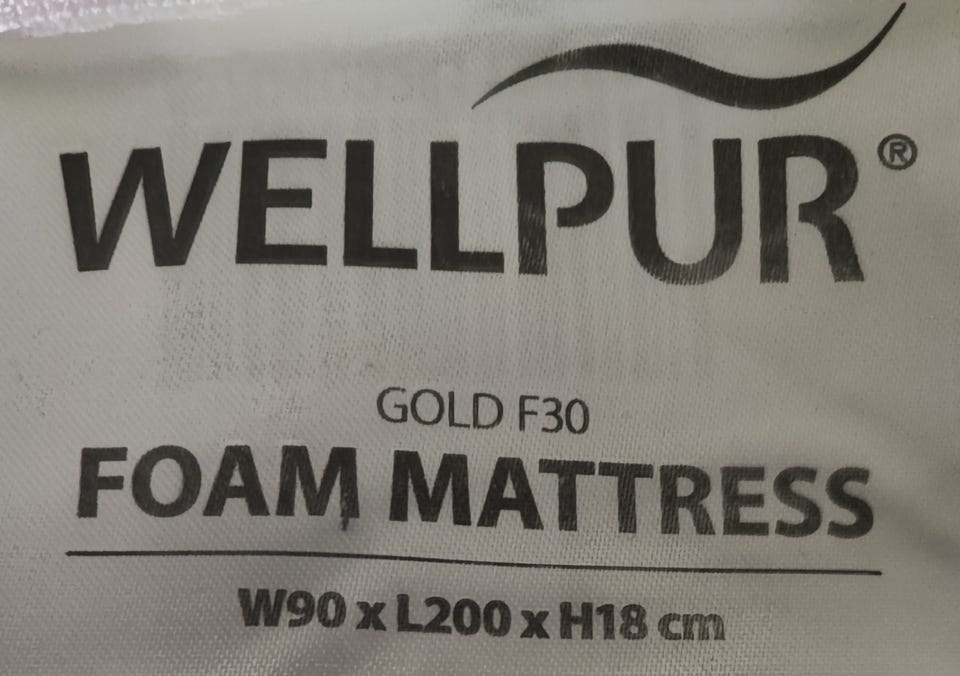 WELLPUR®
GOLD F30
FOAM MATTRESS
W90 x L200 x H18 cm